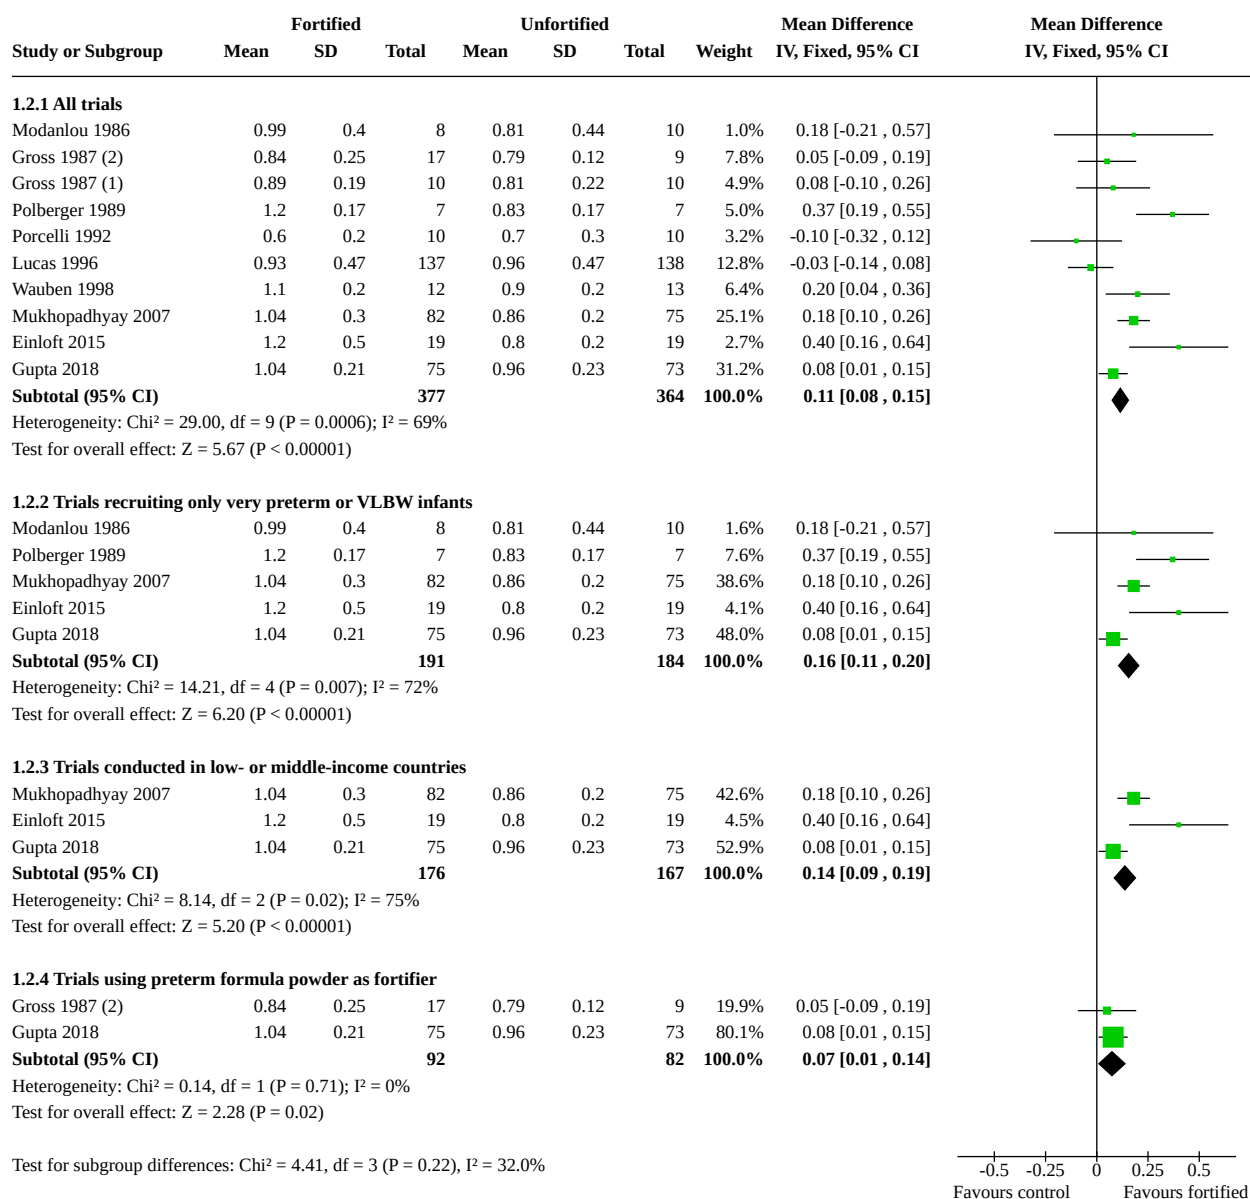 Fortified Unfortified Mean Difference Mean Difference
Study or Subgroup Mean SD Total Mean SD Total Weight IV, Fixed, 95% CI IV, Fixed, 95% CI
1.2.1 All trials
Modanlou 1986 0.99 0.4 8 0.81 0.44 10 1.0% 0.18 [-0.21 , 0.57]
Gross 1987 (2) 0.84 0.25 17 0.79 0.12 9 7.8% 0.05 [-0.09 , 0.19]
Gross 1987 (1) 0.89 0.19 10 0.81 0.22 10 4.9% 0.08 [-0.10 , 0.26]
Polberger 1989 1.2 0.17 7 0.83 0.17 7 5.0% 0.37 [0.19 , 0.55]
Porcelli 1992 0.6 0.2 10 0.7 0.3 10 3.2% -0.10 [-0.32 , 0.12]
Lucas 1996 0.93 0.47 137 0.96 0.47 138 12.8% -0.03 [-0.14 , 0.08]
Wauben 1998 1.1 0.2 12 0.9 0.2 13 6.4% 0.20 [0.04 , 0.36]
Mukhopadhyay 2007 1.04 0.3 82 0.86 0.2 75 25.1% 0.18 [0.10 , 0.26]
Einloft 2015 1.2 0.5 19 0.8 0.2 19 2.7% 0.40 [0.16 , 0.64]
Gupta 2018 1.04 0.21 75 0.96 0.23 73 31.2% 0.08 [0.01 , 0.15]
Subtotal (95% CI) 377 364 100.0% 0.11 [0.08 , 0.15]
Heterogeneity: Chi² = 29.00, df = 9 (P = 0.0006); I² = 69%
Test for overall effect: Z = 5.67 (P < 0.00001)
1.2.2 Trials recruiting only very preterm or VLBW infants
Modanlou 1986 0.99 0.4 8 0.81 0.44 10 1.6% 0.18 [-0.21 , 0.57]
Polberger 1989 1.2 0.17 7 0.83 0.17 7 7.6% 0.37 [0.19 , 0.55]
Mukhopadhyay 2007 1.04 0.3 82 0.86 0.2 75 38.6% 0.18 [0.10 , 0.26]
Einloft 2015 1.2 0.5 19 0.8 0.2 19 4.1% 0.40 [0.16 , 0.64]
Gupta 2018 1.04 0.21 75 0.96 0.23 73 48.0% 0.08 [0.01 , 0.15]
Subtotal (95% CI) 191 184 100.0% 0.16 [0.11 , 0.20]
Heterogeneity: Chi² = 14.21, df = 4 (P = 0.007); I² = 72%
Test for overall effect: Z = 6.20 (P < 0.00001)
1.2.3 Trials conducted in low- or middle-income countries
Mukhopadhyay 2007 1.04 0.3 82 0.86 0.2 75 42.6% 0.18 [0.10 , 0.26]
Einloft 2015 1.2 0.5 19 0.8 0.2 19 4.5% 0.40 [0.16 , 0.64]
Gupta 2018 1.04 0.21 75 0.96 0.23 73 52.9% 0.08 [0.01 , 0.15]
Subtotal (95% CI) 176 167 100.0% 0.14 [0.09 , 0.19]
Heterogeneity: Chi² = 8.14, df = 2 (P = 0.02); I² = 75%
Test for overall effect: Z = 5.20 (P < 0.00001)
1.2.4 Trials using preterm formula powder as fortifier
Gross 1987 (2) 0.84 0.25 17 0.79 0.12 9 19.9% 0.05 [-0.09 , 0.19]
Gupta 2018 1.04 0.21 75 0.96 0.23 73 80.1% 0.08 [0.01 , 0.15]
Subtotal (95% CI) 92 82 100.0% 0.07 [0.01 , 0.14]
Heterogeneity: Chi² = 0.14, df = 1 (P = 0.71); I² = 0%
Test for overall effect: Z = 2.28 (P = 0.02)
Test for subgroup differences: Chi² = 4.41, df = 3 (P = 0.22), I² = 32.0%
-0.5 -0.25 0 0.25 0.5
Favours control Favours fortified